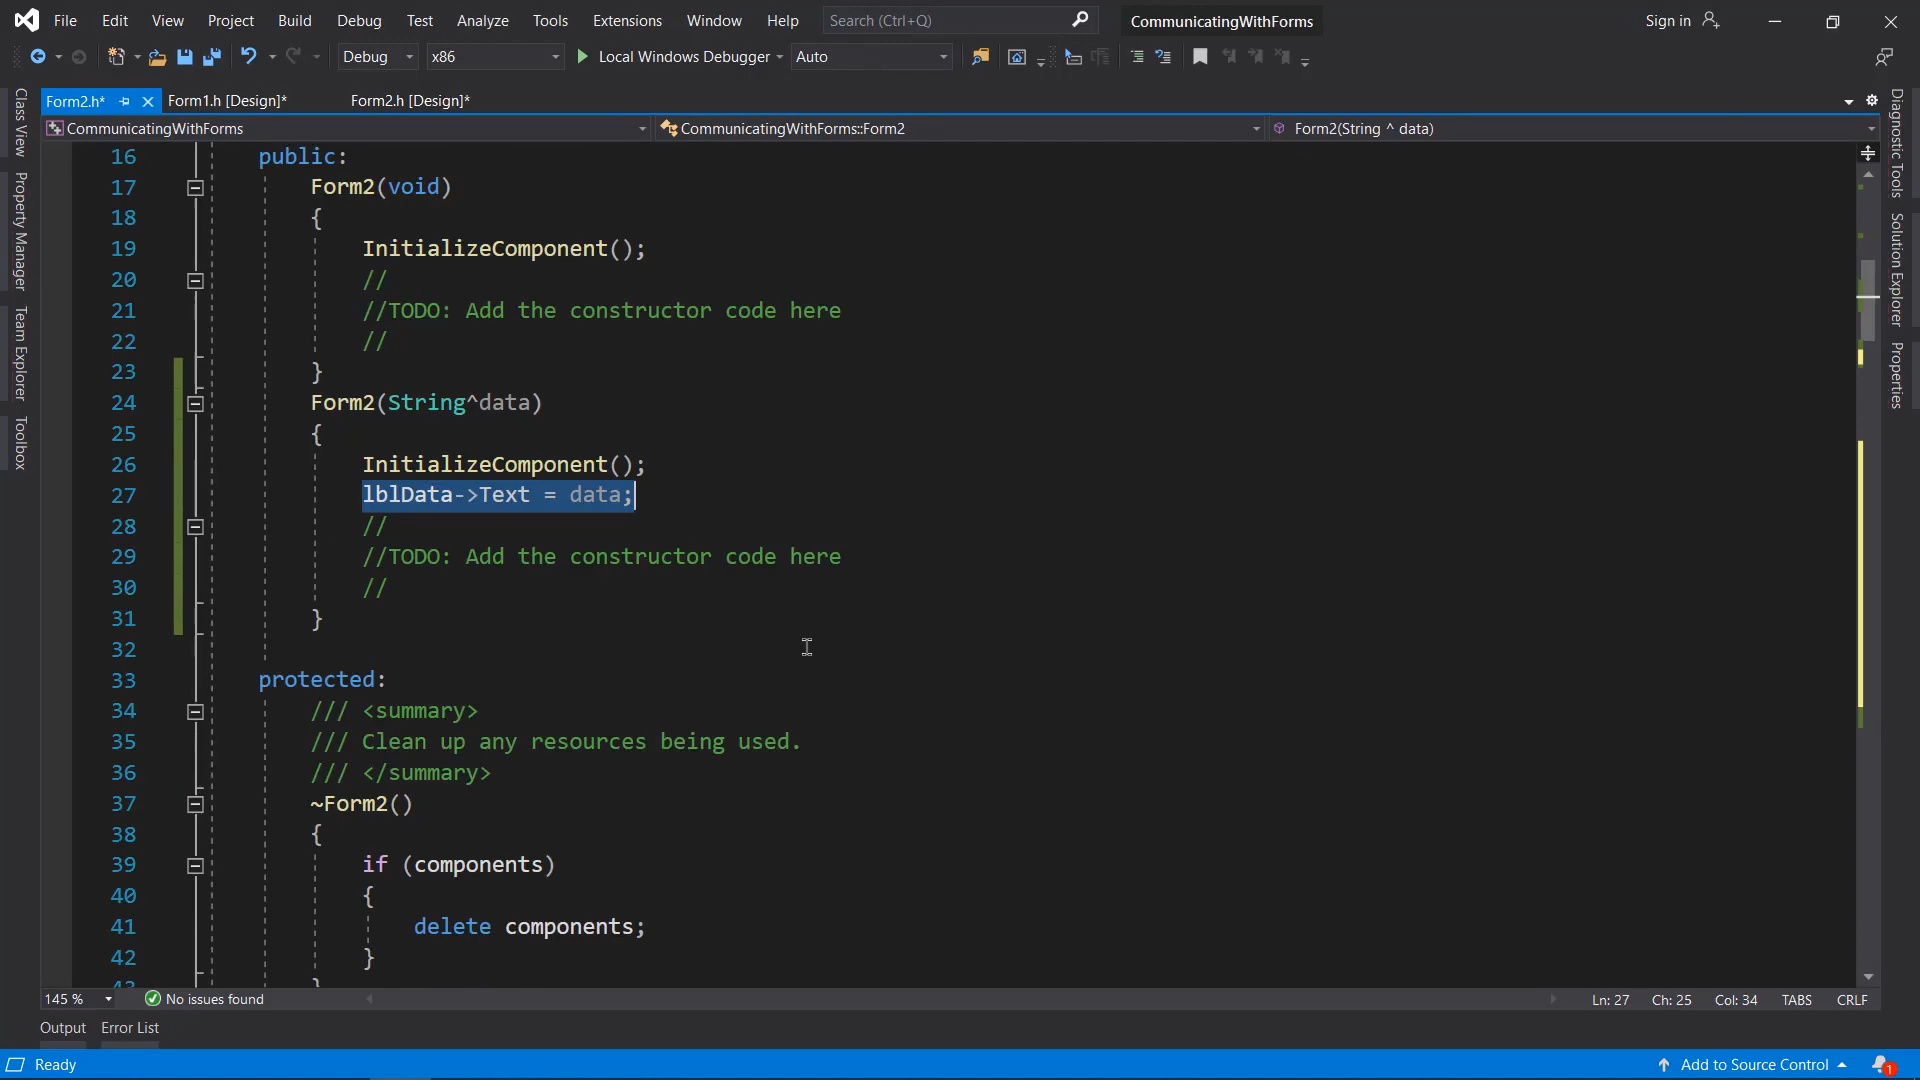 File Edit View Project Build Debug Test Analyze Tools Extensions Window Help Search (Ctrl+Q) CommunicatingWithForms Sign in
Debug x86 Local Windows Debugger Auto
Form2.h* Form1.h [Design]* Form2.h [Design]*
CommunicatingWithForms CommunicatingWithForms::Form2 Form2(String ^ data)
Class View
Property Manager
Team Explorer
Toolbox
16 public:
17 Form2(void)
18 {
19 InitializeComponent();
20 //
21 //TODO: Add the constructor code here
22 //
23 }
24 Form2(String^data)
25 {
26 InitializeComponent();
27 lblData->Text = data;
28 //
29 //TODO: Add the constructor code here
30 //
31 }
32
33 protected:
34 /// <summary>
35 /// Clean up any resources being used.
36 /// </summary>
37 ~Form2()
38 {
39 if (components)
40 {
41 delete components;
42 }
43 }
Diagnostic Tools
Solution Explorer
Properties
145 % No issues found Ln: 27 Ch: 25 Col: 34 TABS CRLF
Output Error List
Ready Add to Source Control 1